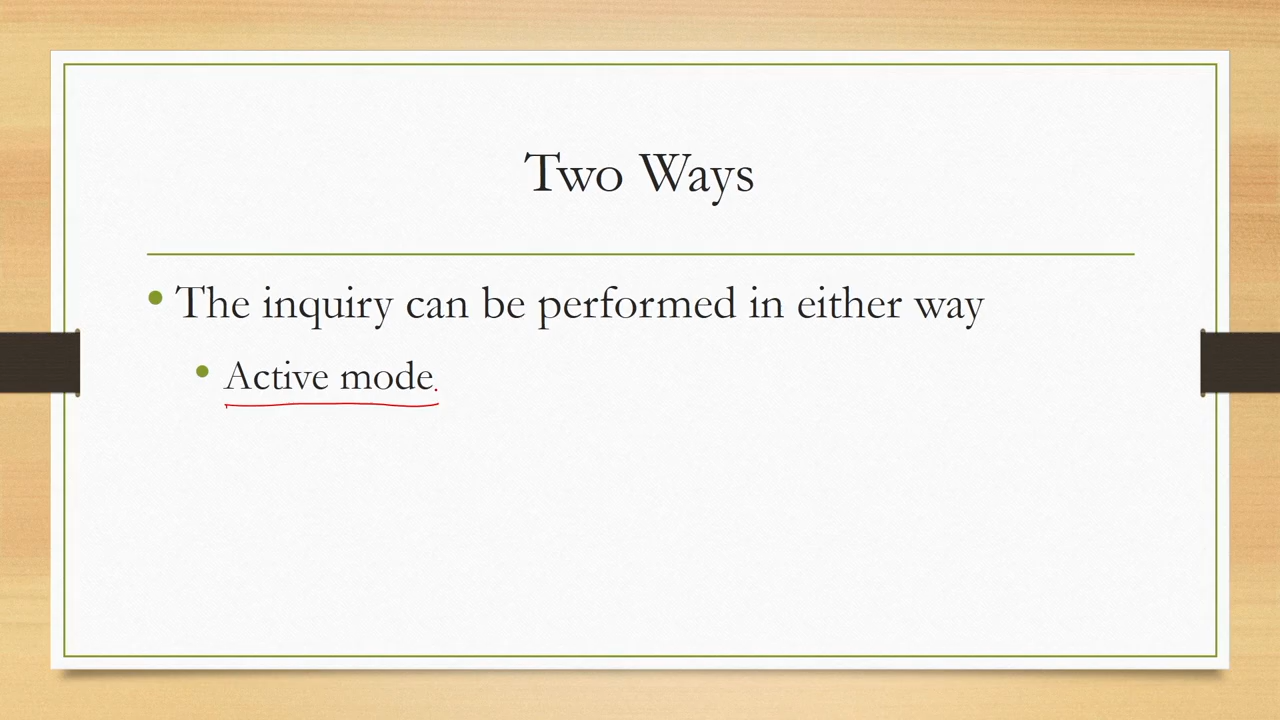 Two Ways
The inquiry can be performed in either way
Active mode